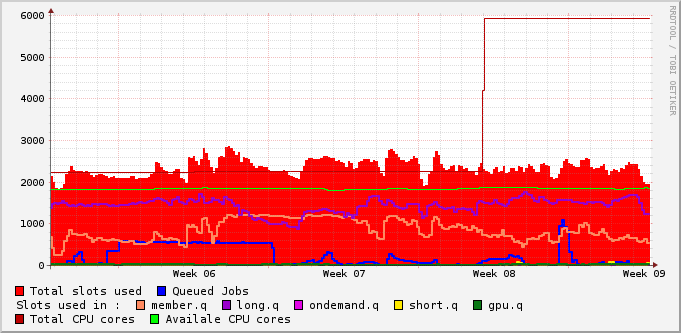 6000
5000
4000
3000
2000
1000
0
Week 06 Week 07 Week 08 Week 09
RRDTOOL / TOBI OETIKER
Total slots used Queued Jobs
Slots used in : member.q long.q ondemand.q short.q gpu.q
Total CPU cores Availale CPU cores